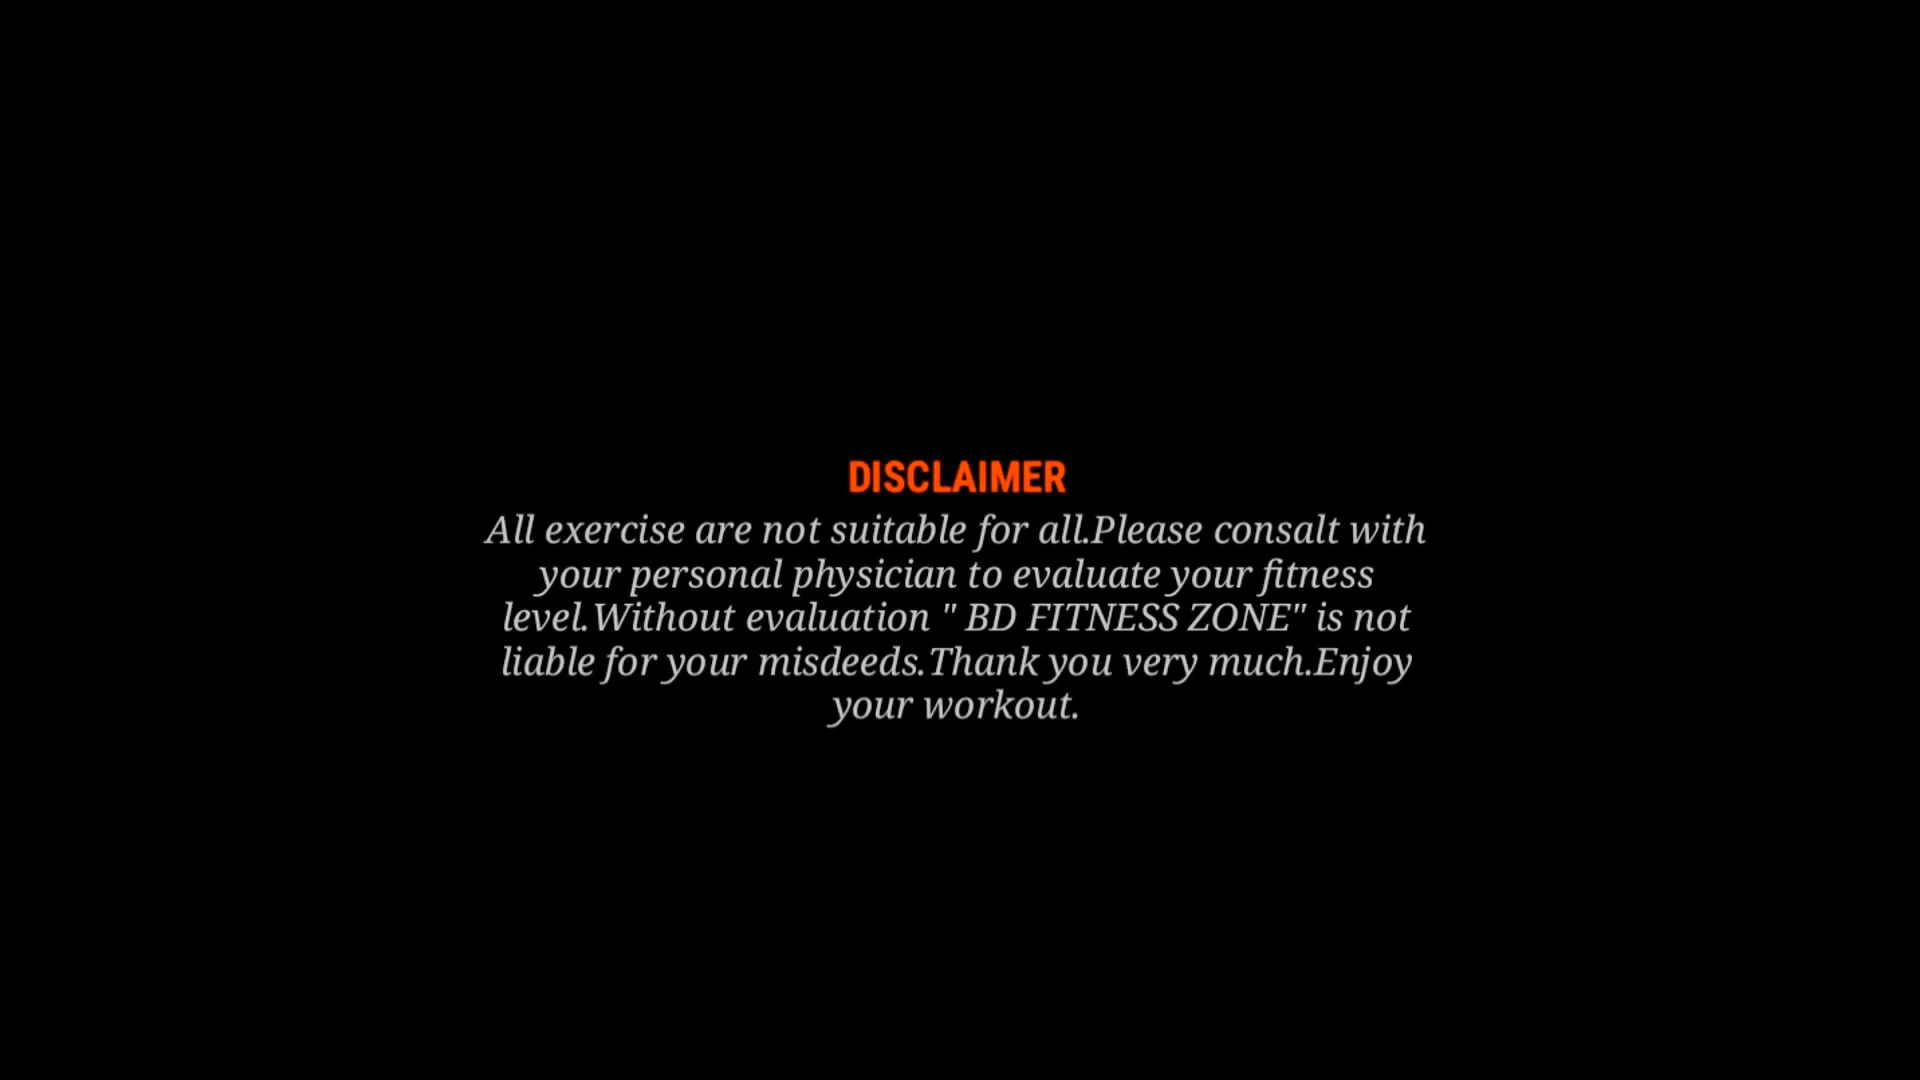 DISCLAIMER
All exercise are not suitable for all.Please consalt with
your personal physician to evaluate your fitness
level.Without evaluation " BD FITNESS ZONE" is not
liable for your misdeeds.Thank you very much.Enjoy
your workout.